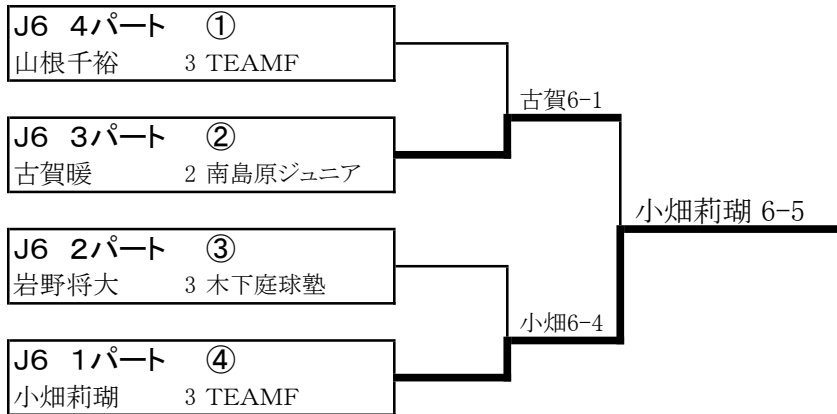 J6 4パート ①
山根千裕 3 TEAMF
古賀6-1
J6 3パート ②
古賀暖 2 南島原ジュニア
小畑莉瑚 6-5
J6 2パート ③
岩野将大 3 木下庭球塾
小畑6-4
J6 1パート ④
小畑莉瑚 3 TEAMF